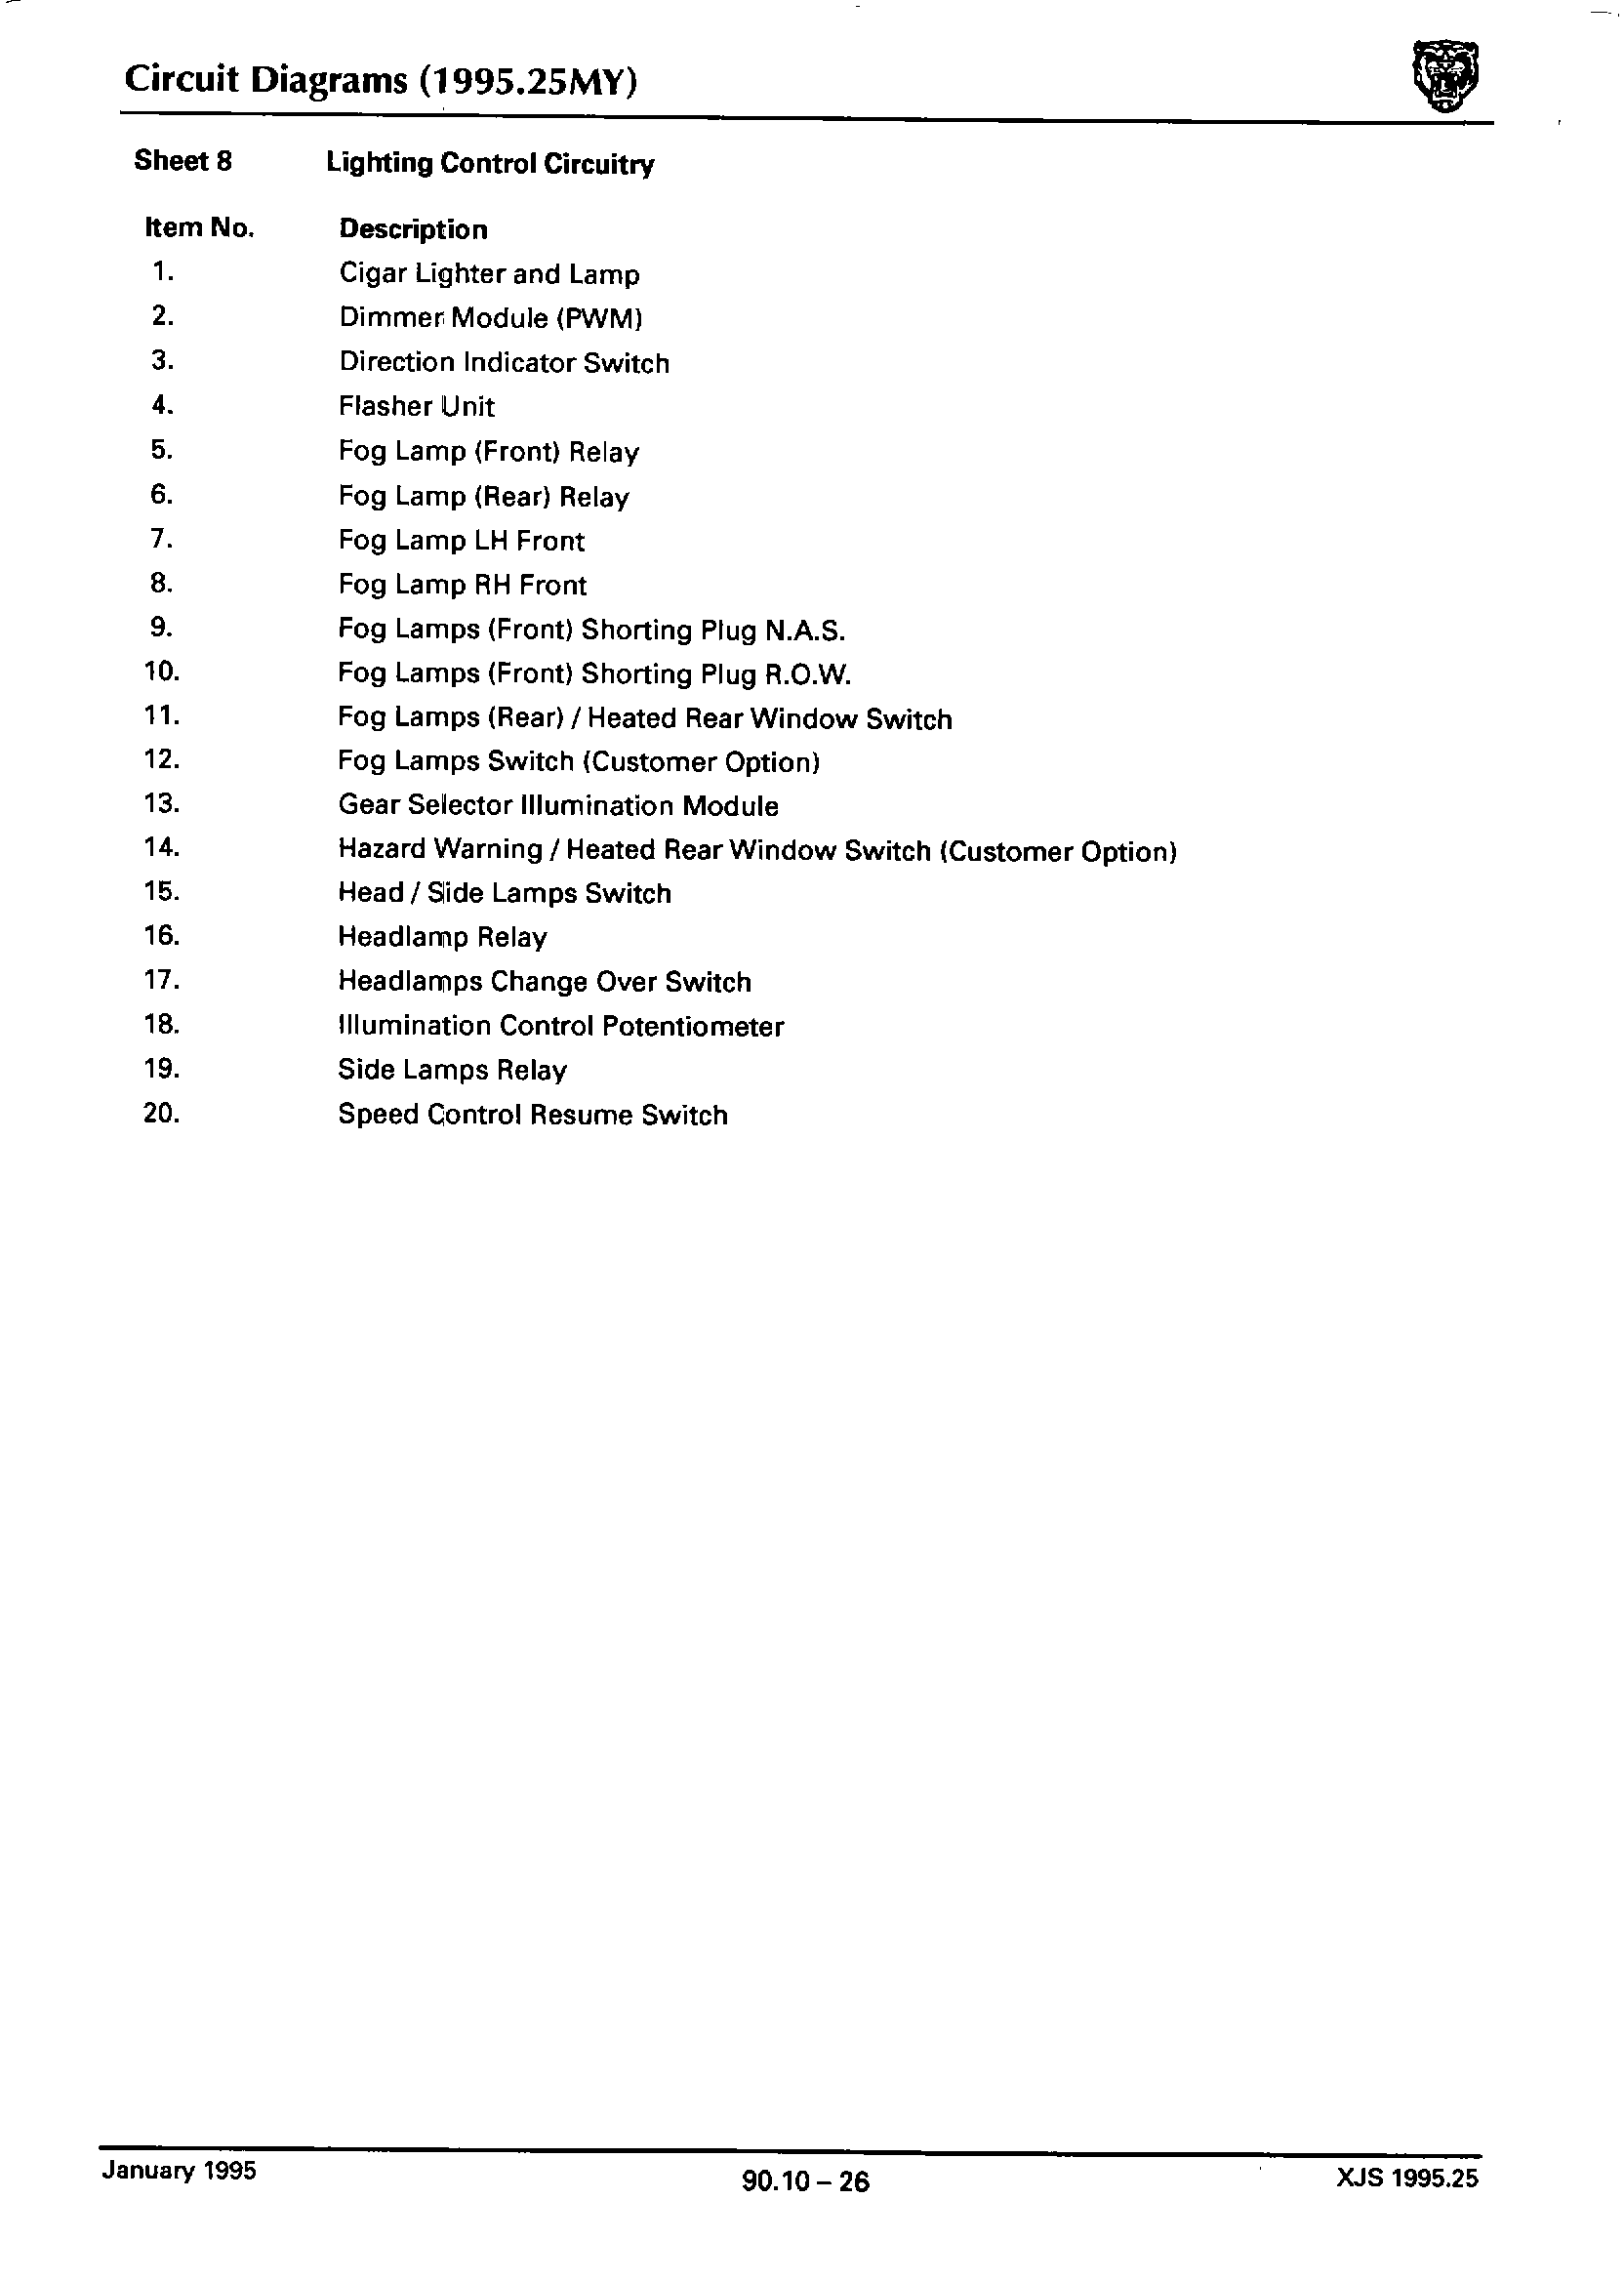 Circuit Diagrams (1995.25MY)
Sheet 8 Lighting Control Circuitry
Item No. Description
1. Cigar Lighter and Lamp
2. Dimmer Module (PWM)
3. Direction Indicator Switch
4. Flasher Unit
5. Fog Lamp (Front) Relay
6. Fog Lamp (Rear) Relay
7. Fog Lamp LH Front
8. Fog Lamp RH Front
9. Fog Lamps (Front) Shorting Plug N.A.S.
10. Fog Lamps (Front) Shorting Plug R.O.W.
11. Fog Lamps (Rear) / Heated Rear Window Switch
12. Fog Lamps Switch (Customer Option)
13. Gear Selector Illumination Module
14. Hazard Warning / Heated Rear Window Switch (Customer Option)
15. Head / Side Lamps Switch
16. Headlamp Relay
17. Headlamps Change Over Switch
18. Illumination Control Potentiometer
19. Side Lamps Relay
20. Speed Control Resume Switch
January 1995 90.10 – 26 XJS 1995.25